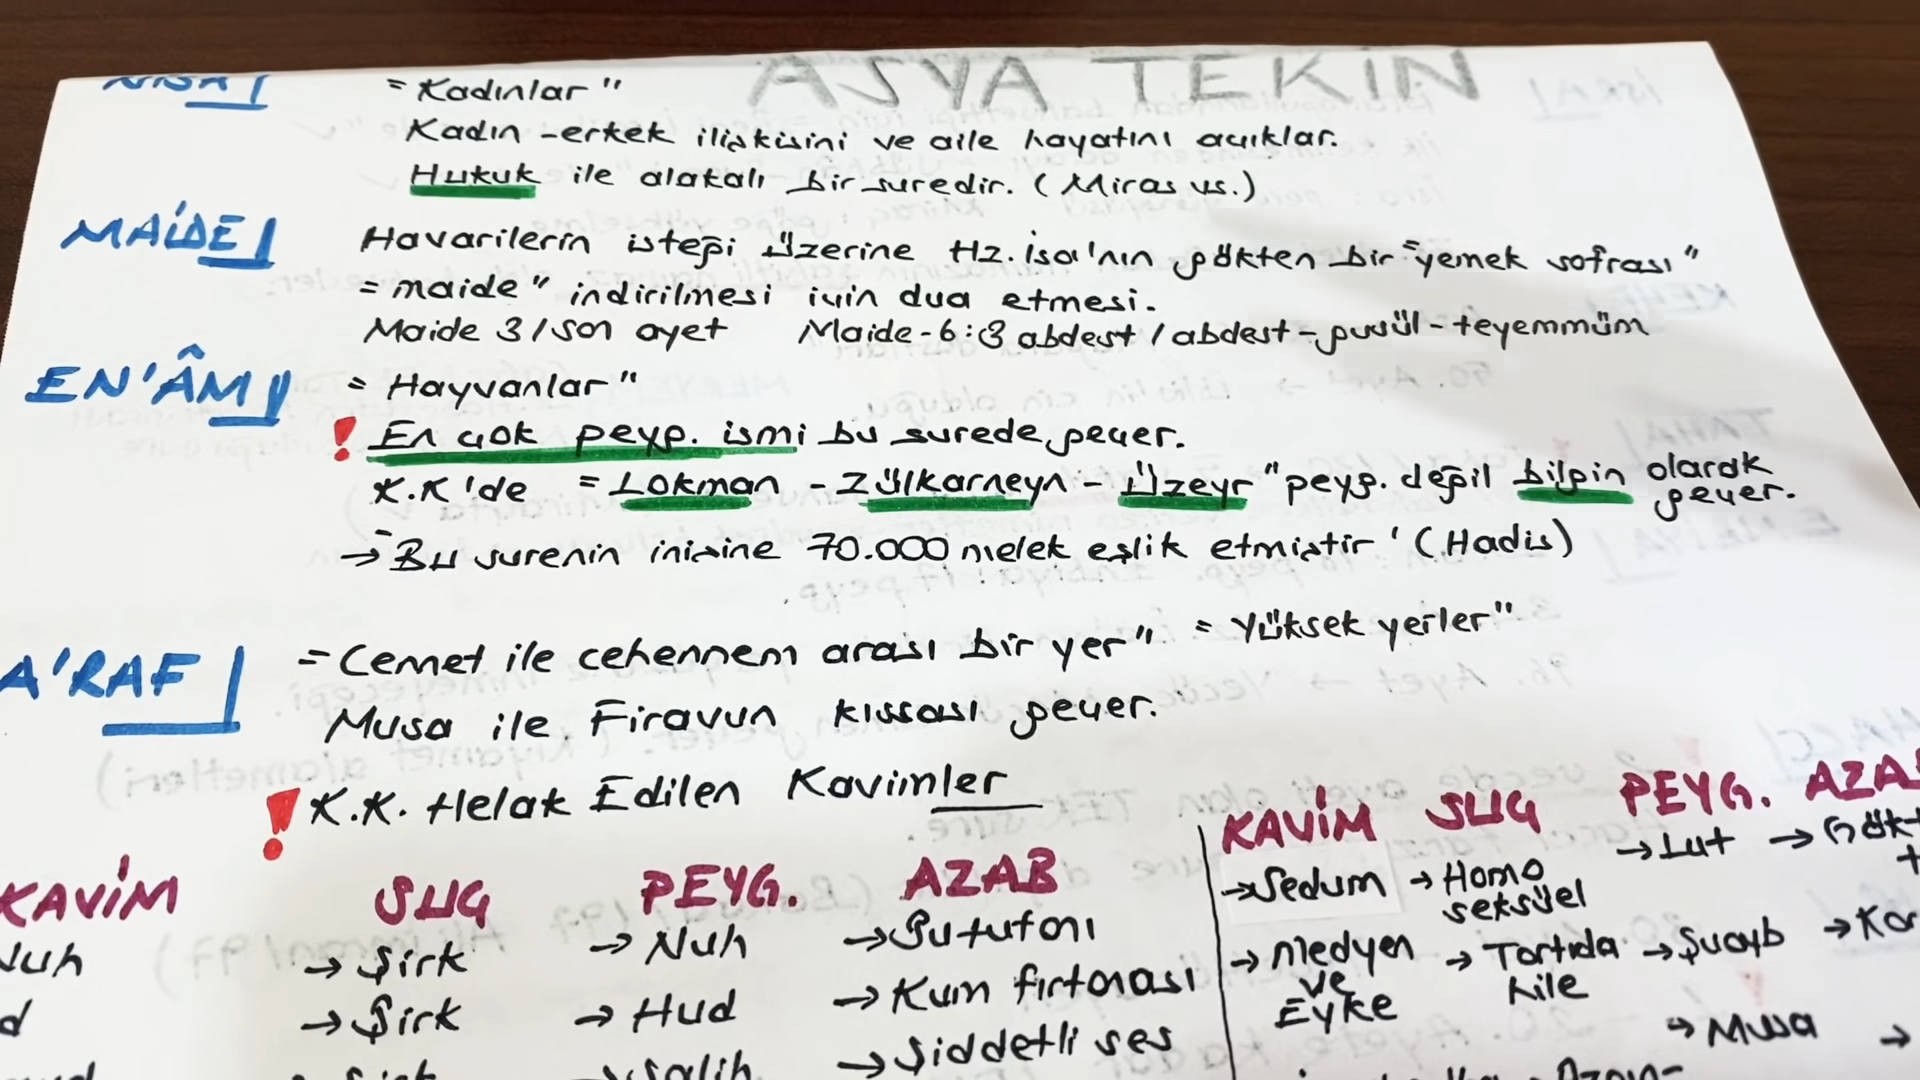 ASYA TEKİN
NİSA
"Kadınlar"
Kadın-erkek ilişkisini ve aile hayatını açıklar.
Hukuk ile alakalı bir suredir. (Miras vs.)
MAİDE
Havarilerin isteği üzerine Hz. İsa'nın gökten bir "yemek sofrası"
"maide" indirilmesi için dua etmesi.
Maide 3/son ayet Maide-6:8 abdest/abdest-gusül-teyemmüm
EN'ÂM
"Hayvanlar"
! En çok peyg. ismi bu surede geçer.
K.K'de "Lokman - Zülkarneyn - Üzeyr" peyg. değil bilgin olarak geçer.
→ Bu surenin inişine 70.000 melek eşlik etmiştir' (Hadis)
A'RAF
"Cennet ile cehennem arası bir yer" "Yüksek yerler"
Musa ile Firavun kıssası geçer.
! K.K. Helak Edilen Kavimler
KAVİM SUÇ PEYG. AZAB
Nuh → Şirk → Nuh → Su tufanı
→ Şirk → Hud → Kum fırtınası
Salih → Şiddetli ses
KAVİM SUÇ PEYG. AZA
→ Sedum → Homo seksüel → Lut →
→ Medyen ve Eyke → Tartıda hile → Şuayb →
→ Musa →